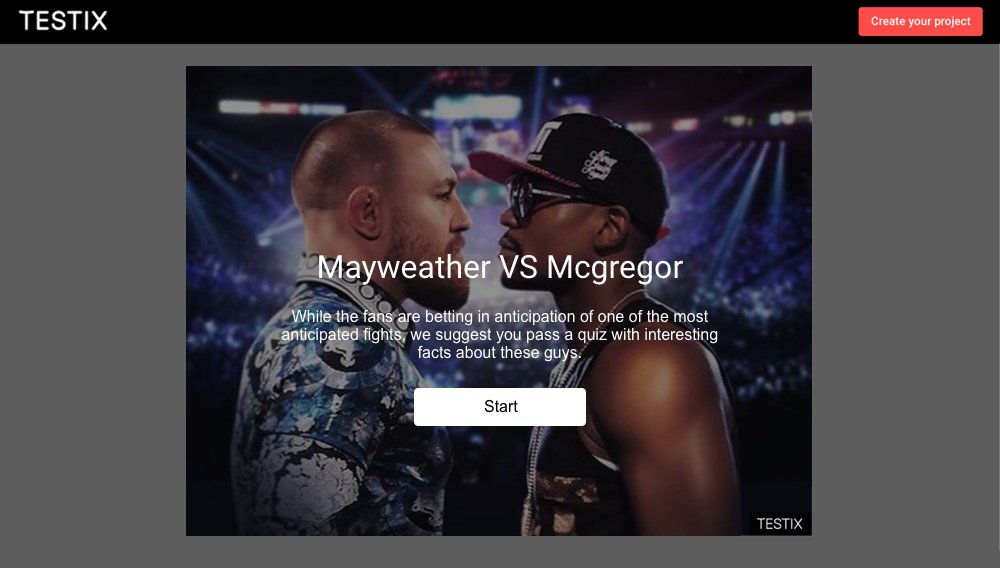 TESTIX
Create your project
Mayweather VS Mcgregor
While the fans are betting in anticipation of one of the most
anticipated fights, we suggest you pass a quiz with interesting
facts about these guys.
Start
TESTIX